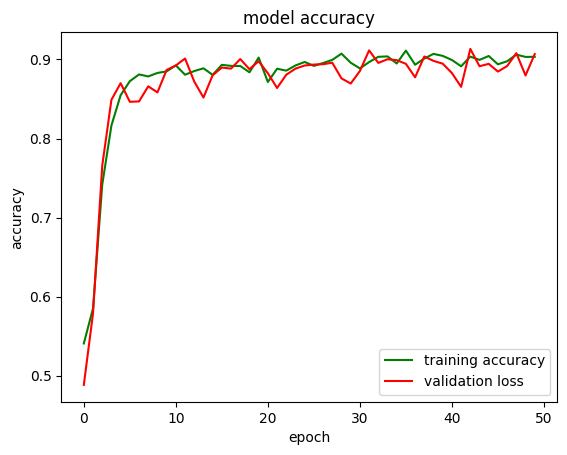 model accuracy
accuracy
0.9
0.8
0.7
0.6
0.5
training accuracy
validation loss
0
10
20
30
40
50
epoch